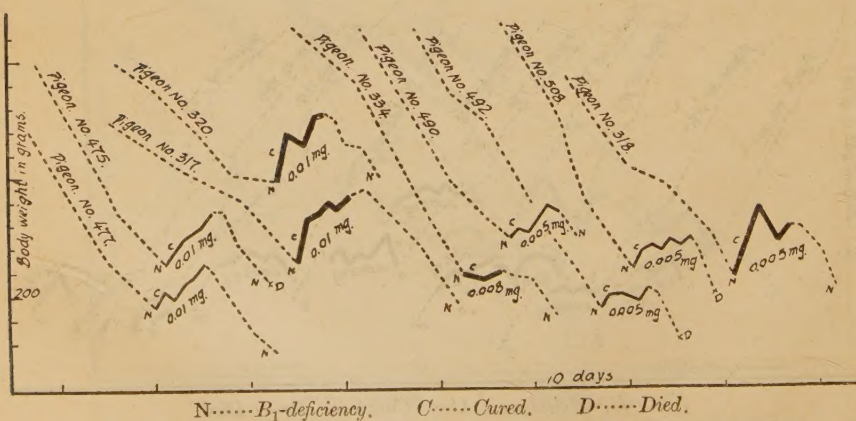 Body weight in grams.
200
Pigeon. No. 477.
Pigeon. No. 475.
Pigeon No. 317.
Pigeon No. 320.
Pigeon. No. 334.
Pigeon No. 490.
Pigeon No. 492.
Pigeon No. 508.
Pigeon No. 318.
N C 0.01 mg. N
N C 0.01 mg. D
N C 0.01 mg. N
N C 0.01 mg. N
N C 0.008 mg. N
N C 0.005 mg. N
N C 0.005 mg D
N C 0.005 mg D
N C 0.005 mg. N
10 days
N······B₁-deficiency. C······Cured. D······Died.